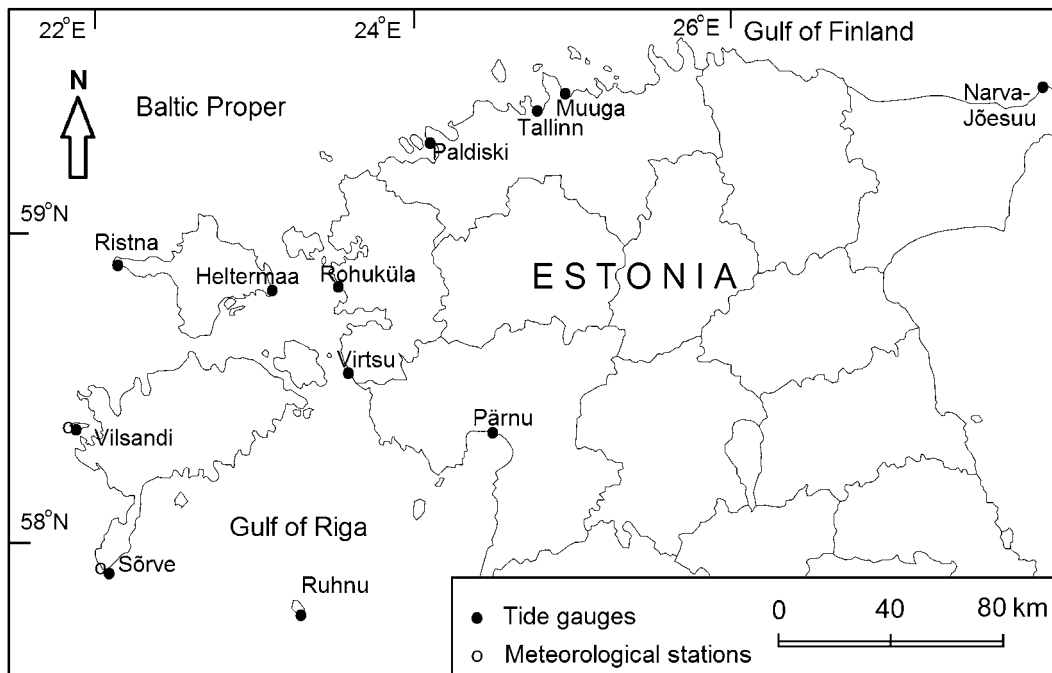 22°E
24°E
26°E
Gulf of Finland
N
Baltic Proper
Muuga
Tallinn
Narva-
Jõesuu
Paldiski
59°N
Ristna
Heltermaa
Rohuküla
ESTONIA
Virtsu
Pärnu
Vilsandi
58°N
Gulf of Riga
Sõrve
Ruhnu
Tide gauges
Meteorological stations
0 40 80 km